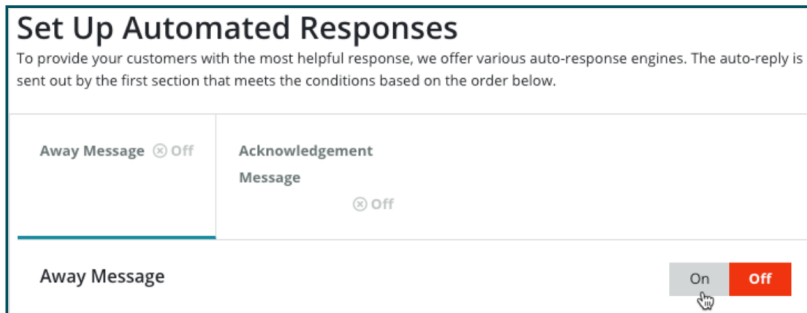 Set Up Automated Responses
To provide your customers with the most helpful response, we offer various auto-response engines. The auto-reply is
sent out by the first section that meets the conditions based on the order below.
Away Message Off
Acknowledgement
Message
Off
Away Message
On Off